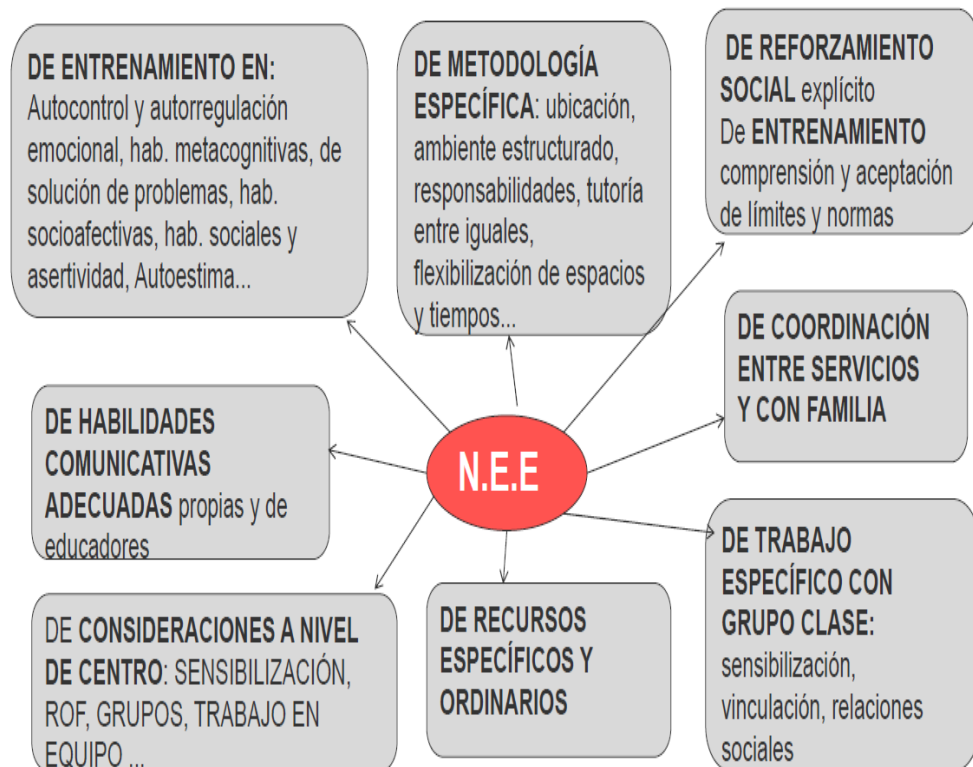 DE ENTRENAMIENTO EN:
Autocontrol y autorregulación
emocional, hab. metacognitivas, de
solución de problemas, hab.
socioafectivas, hab. sociales y
asertividad, Autoestima...
DE METODOLOGÍA
ESPECÍFICA: ubicación,
ambiente estructurado,
responsabilidades, tutoría
entre iguales,
flexibilización de espacios
y tiempos...
DE REFORZAMIENTO
SOCIAL explícito
De ENTRENAMIENTO
comprensión y aceptación
de límites y normas
DE COORDINACIÓN
ENTRE SERVICIOS
Y CON FAMILIA
DE HABILIDADES
COMUNICATIVAS
ADECUADAS propias y de
educadores
N.E.E
DE CONSIDERACIONES A NIVEL
DE CENTRO: SENSIBILIZACIÓN,
ROF, GRUPOS, TRABAJO EN
EQUIPO ...
DE RECURSOS
ESPECÍFICOS Y
ORDINARIOS
DE TRABAJO
ESPECÍFICO CON
GRUPO CLASE:
sensibilización,
vinculación, relaciones
sociales